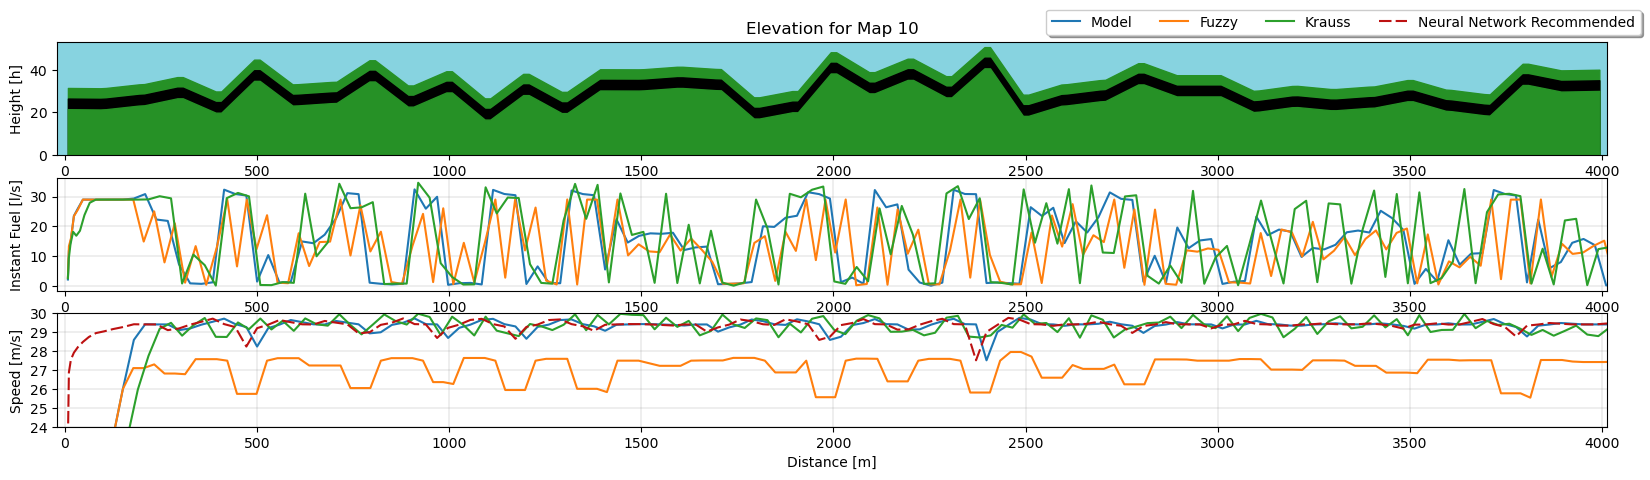 Model Fuzzy Krauss Neural Network Recommended
Elevation for Map 10
Height [h]
40
20
0
0 500 1000 1500 2000 2500 3000 3500 4000
Instant Fuel [l/s]
30
20
10
0
0 500 1000 1500 2000 2500 3000 3500 4000
Speed [m/s]
30
29
28
27
26
25
24
0 500 1000 1500 2000 2500 3000 3500 4000
Distance [m]